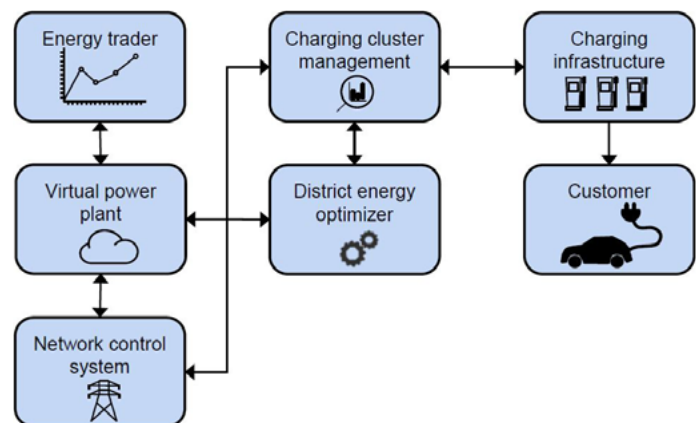 Energy trader
Charging cluster
management
Charging
infrastructure
Virtual power
plant
District energy
optimizer
Customer
Network control
system